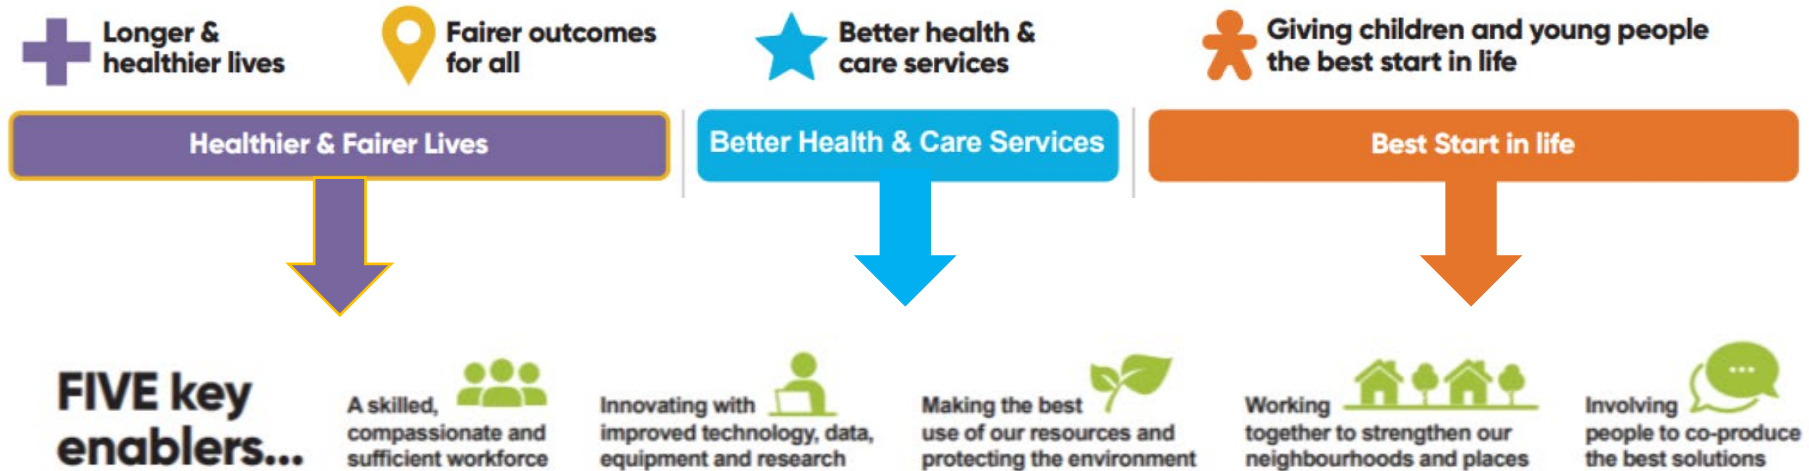 Longer &
healthier lives
Fairer outcomes
for all
Better health &
care services
Giving children and young people
the best start in life
Healthier & Fairer Lives
Better Health & Care Services
Best Start in life
FIVE key
enablers...
A skilled,
compassionate and
sufficient workforce
Innovating with
improved technology, data,
equipment and research
Making the best
use of our resources and
protecting the environment
Working
together to strengthen our
neighbourhoods and places
Involving
people to co-produce
the best solutions